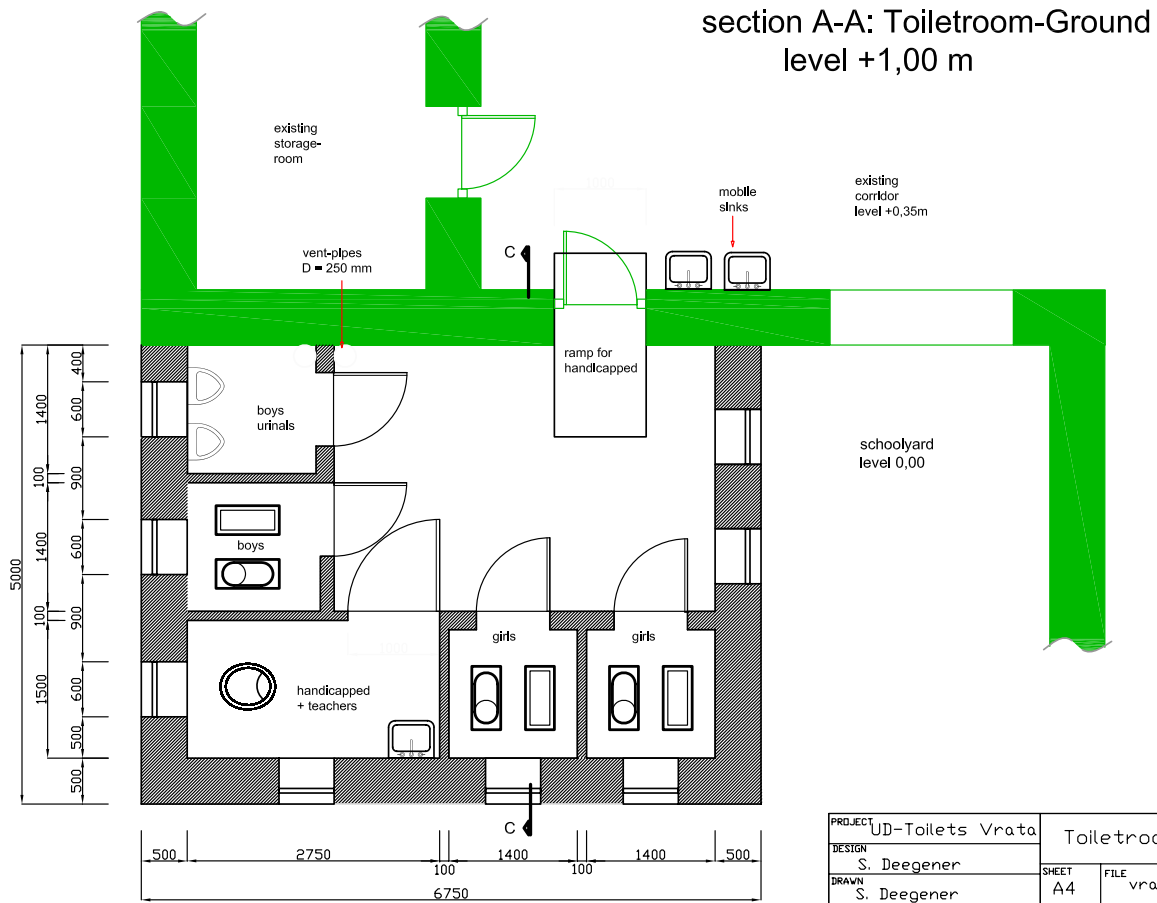 section A-A: Toiletroom-Ground
level +1,00 m
existing
storage-
room
1000
mobile
sinks
existing
corridor
level +0,35m
C
vent-pipes
D = 250 mm
ramp for
handicapped
boys
urinals
schoolyard
level 0,00
boys
girls
girls
1000
handicapped
+ teachers
5000
1400
100
1400
100
1500
400
600
900
600
900
600
500
500
C
500
2750
100
1400
100
1400
500
6750
PROJECT
UD-Toilets Vrata
DESIGN
S. Deegener
DRAWN
S. Deegener
Toiletroo
SHEET
A4
FILE
vra